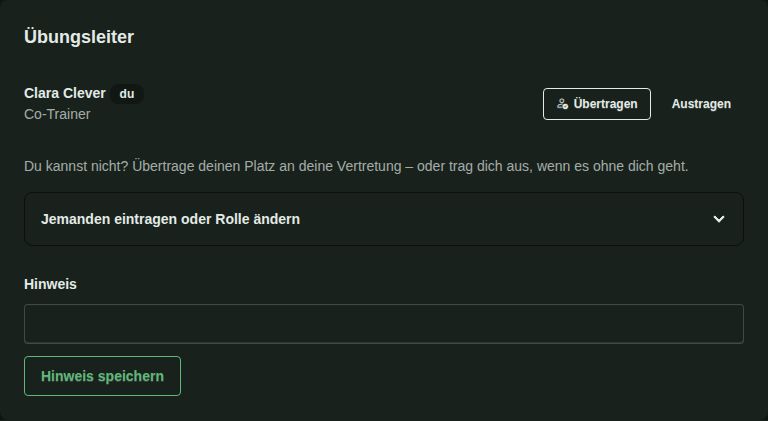 Übungsleiter
Clara Clever du
Co-Trainer
Übertragen
Austragen
Du kannst nicht? Übertrage deinen Platz an deine Vertretung – oder trag dich aus, wenn es ohne dich geht.
Jemanden eintragen oder Rolle ändern
Hinweis
Hinweis speichern